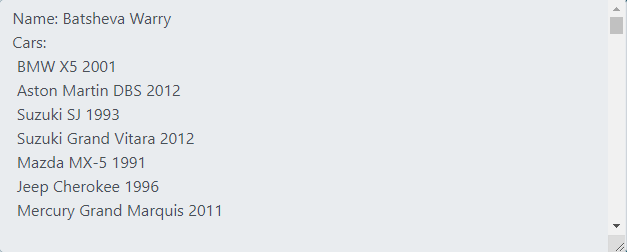 Name: Batsheva Warry
Cars:
BMW X5 2001
Aston Martin DBS 2012
Suzuki SJ 1993
Suzuki Grand Vitara 2012
Mazda MX-5 1991
Jeep Cherokee 1996
Mercury Grand Marquis 2011